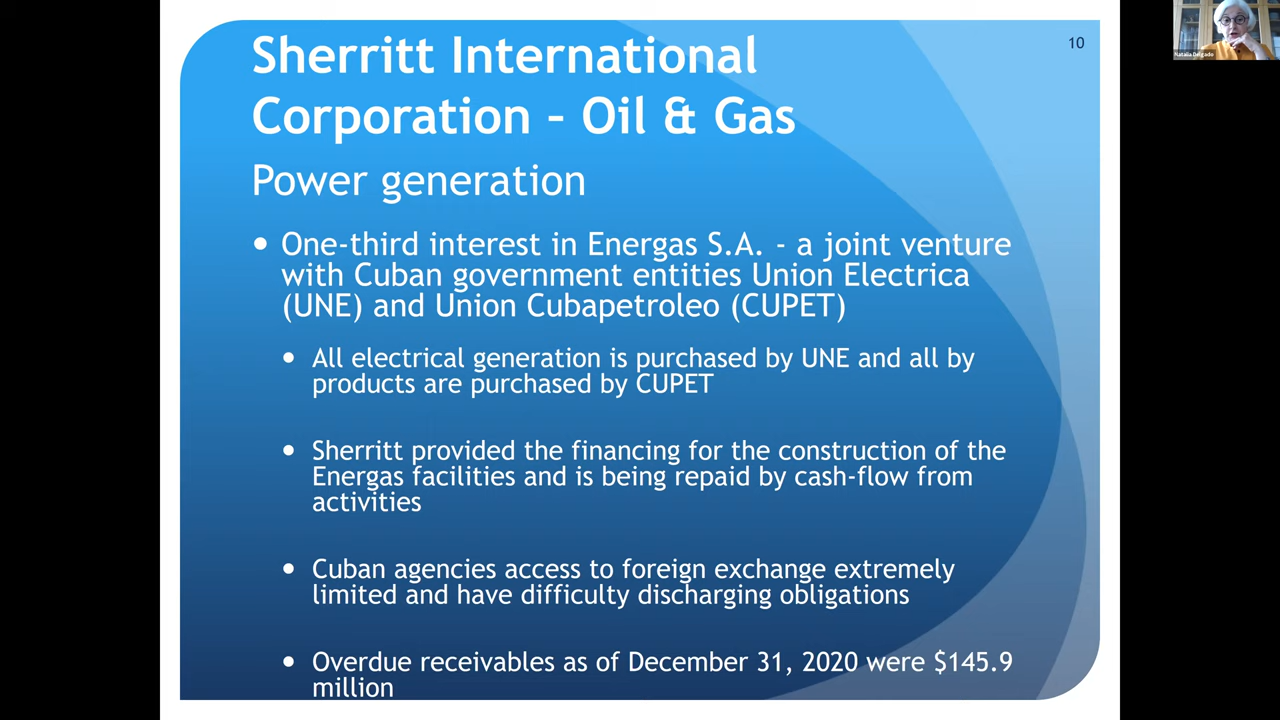 Sherritt International
Corporation – Oil & Gas
10
Natalia Delgado
Power generation
• One-third interest in Energas S.A. - a joint venture
with Cuban government entities Union Electrica
(UNE) and Union Cubapetroleo (CUPET)
• All electrical generation is purchased by UNE and all by
products are purchased by CUPET
• Sherritt provided the financing for the construction of the
Energas facilities and is being repaid by cash-flow from
activities
• Cuban agencies access to foreign exchange extremely
limited and have difficulty discharging obligations
• Overdue receivables as of December 31, 2020 were $145.9
million